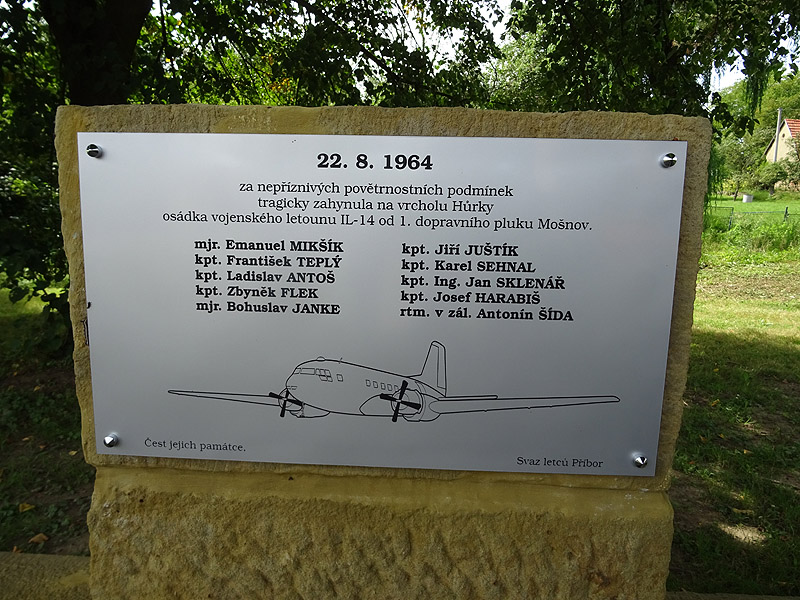 22. 8. 1964
za nepříznivých povětrnostních podmínek
tragicky zahynula na vrcholu Hůrky
osádka vojenského letounu IL-14 od 1. dopravního pluku Mošnov.
mjr. Emanuel MIKŠÍK
kpt. František TEPLÝ
kpt. Ladislav ANTOŠ
kpt. Zbyněk FLEK
mjr. Bohuslav JANKE
kpt. Jiří JUŠTÍK
kpt. Karel SEHNAL
kpt. Ing. Jan SKLENÁŘ
kpt. Josef HARABIŠ
rtm. v zál. Antonín ŠÍDA
Čest jejich památce.
Svaz letců Příbor